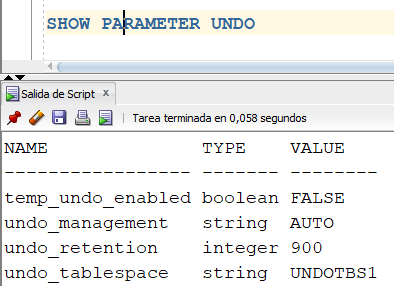 SHOW PARAMETER UNDO
Salida de Script x
Tarea terminada en 0,058 segundos
NAME              TYPE    VALUE
----------------- ------- --------
temp_undo_enabled boolean FALSE
undo_management   string  AUTO
undo_retention    integer 900
undo_tablespace   string  UNDOTBS1